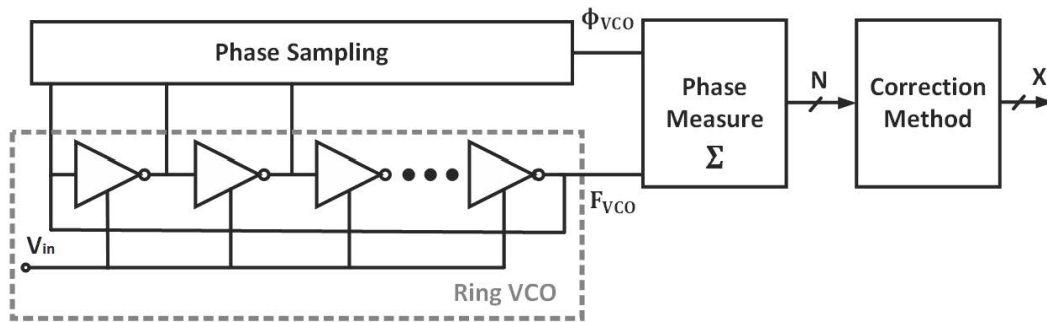 Phase Sampling
ΦVCO
Phase
Measure
Σ
N
Correction
Method
X
FVCO
Vin
Ring VCO